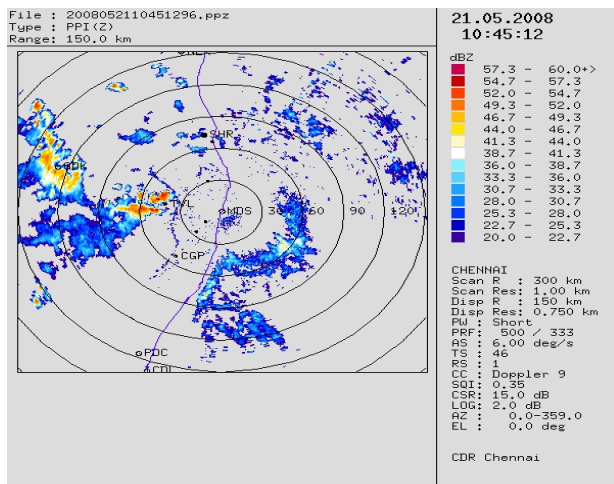 File : 2008052110451296.ppz
Type : PPI(Z)
Range: 150.0 km
21.05.2008
10:45:12
dBZ
57.3 - 60.0+>
54.7 - 57.3
52.0 - 54.7
49.3 - 52.0
46.7 - 49.3
44.0 - 46.7
41.3 - 44.0
38.7 - 41.3
36.0 - 38.7
33.3 - 36.0
30.7 - 33.3
28.0 - 30.7
25.3 - 28.0
22.7 - 25.3
20.0 - 22.7
SHR
TVL
MDS 30 60 90 120
CGP
PDC
CHENNAI
Scan R : 300 km
Scan Res: 1.00 km
Disp R : 150 km
Disp Res: 0.750 km
PW : Short
PRF: 500 / 333
AS : 6.00 deg/s
TS : 46
RS : 1
CC : Doppler 9
SQI: 0.35
CSR: 15.0 dB
LOG: 2.0 dB
AZ : 0.0-359.0
EL : 0.0 deg
CDR Chennai